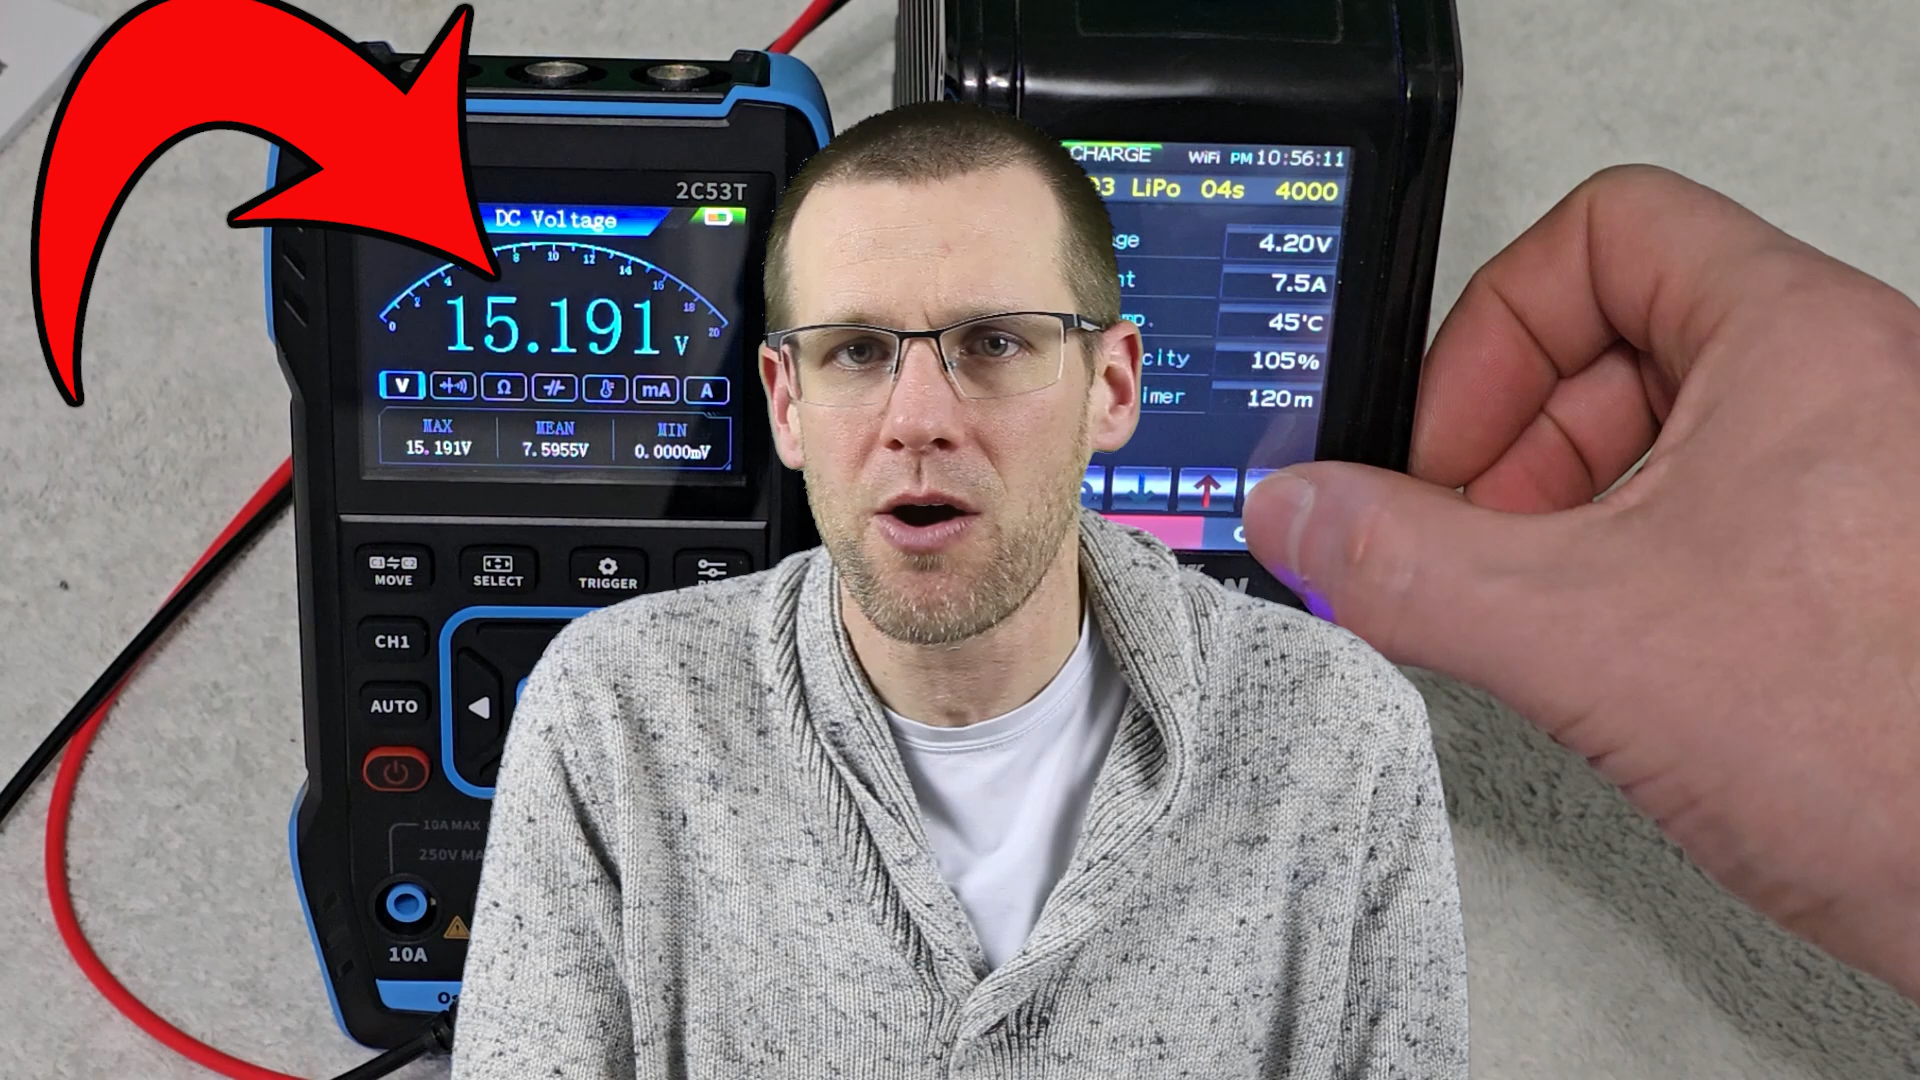 2C53T
DC Voltage
0 2 4 8 10 12 14 16 18 20
15.191 V
V Ω mA A
MAX MEAN MIN
15.191V 7.5955V 0.0000mV
MOVE SELECT TRIGGER
CH1
AUTO
10A MAX
250V
10A
CHARGE WiFi PM 10:56:11
LiPo 04s 4000
4.20V
7.5A
45'C
105%
120m